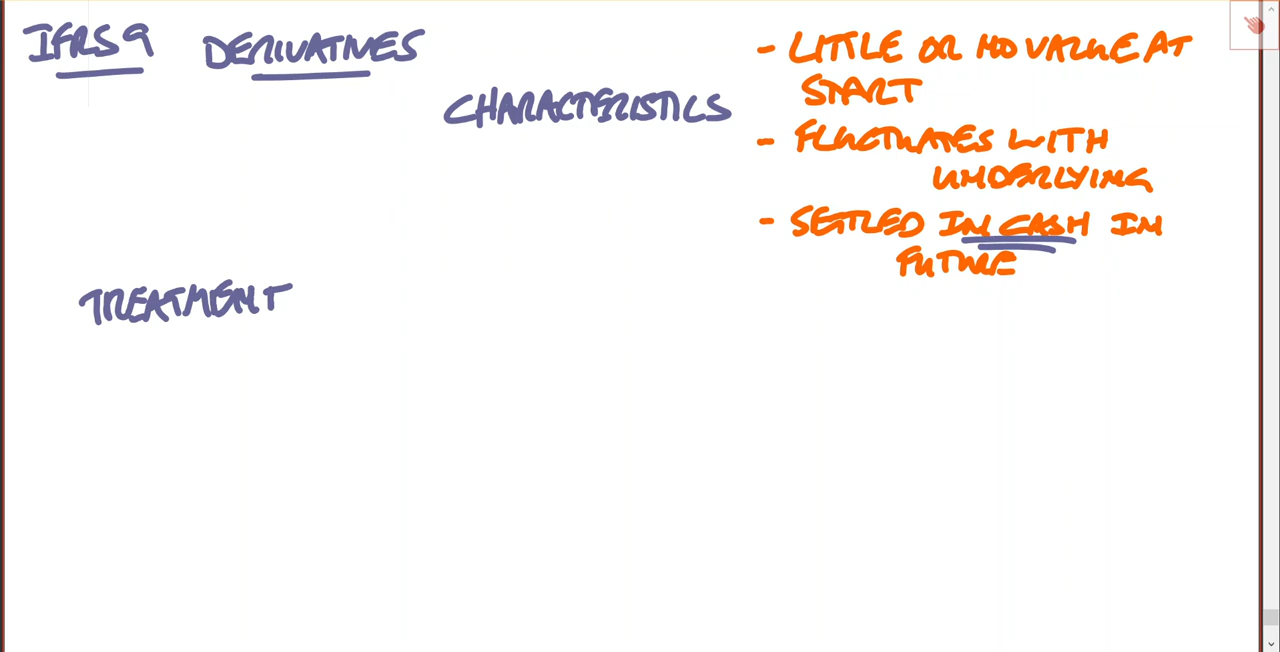 IFRS 9 DERIVATIVES
CHARACTERISTICS
- LITTLE OR NO VALUE AT
START
- FLUCTUATES WITH
UNDERLYING
- SETTLED IN CASH IN
FUTURE
TREATMENT